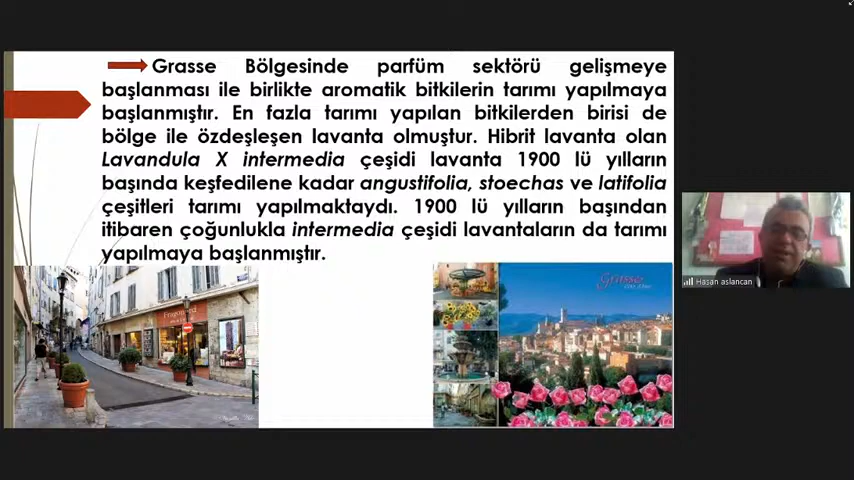 Grasse Bölgesinde parfüm sektörü gelişmeye
başlanması ile birlikte aromatik bitkilerin tarımı yapılmaya
başlanmıştır. En fazla tarımı yapılan bitkilerden birisi de
bölge ile özdeşleşen lavanta olmuştur. Hibrit lavanta olan
Lavandula X intermedia çeşidi lavanta 1900 lü yılların
başında keşfedilene kadar angustifolia, stoechas ve latifolia
çeşitleri tarımı yapılmaktaydı. 1900 lü yılların başından
itibaren çoğunlukla intermedia çeşidi lavantaların da tarımı
yapılmaya başlanmıştır.
Fragonard
Grasse
Hasan aslancan